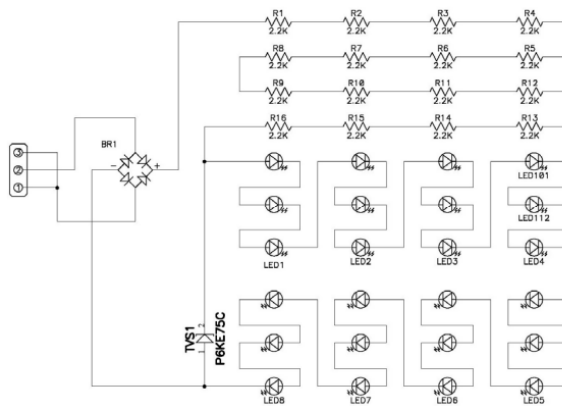 R1 R2 R3 R4
2.2K 2.2K 2.2K 2.2K
R8 R7 R6 R5
2.2K 2.2K 2.2K 2.2K
R9 R10 R11 R12
2.2K 2.2K 2.2K 2.2K
R16 R15 R14 R13
2.2K 2.2K 2.2K 2.2K
BR1
- +
3
2
1
LED101
LED112
LED1 LED2 LED3 LED4
TVS1
P6KE75C
2
1
LED8 LED7 LED6 LED5